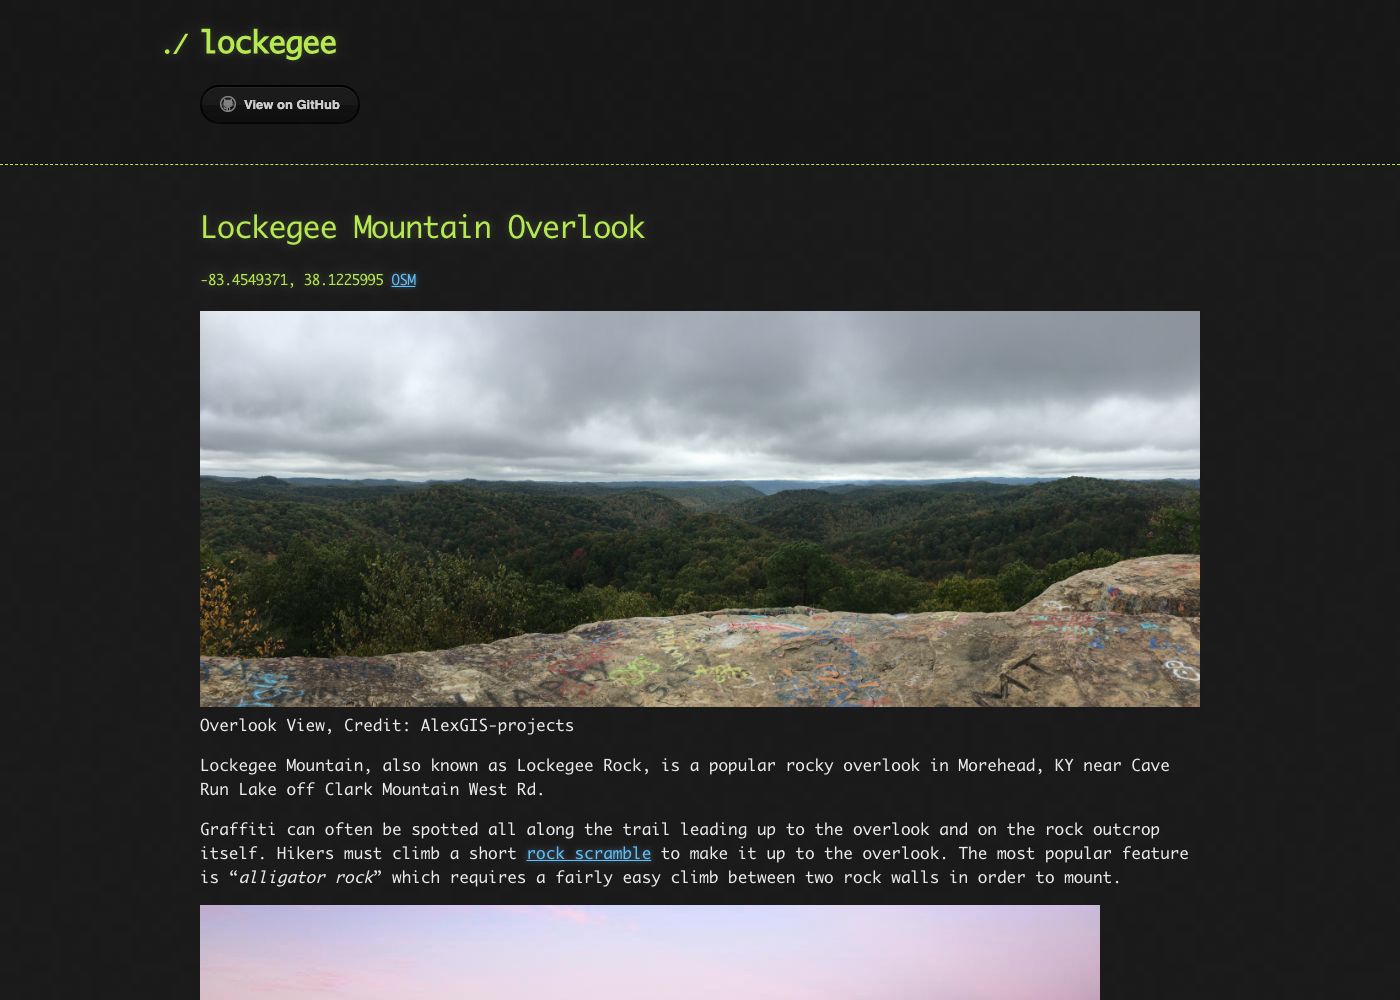 ./ lockegee
View on GitHub
Lockegee Mountain Overlook
-83.4549371, 38.1225995 OSM
Overlook View, Credit: AlexGIS-projects
Lockegee Mountain, also known as Lockegee Rock, is a popular rocky overlook in Morehead, KY near Cave
Run Lake off Clark Mountain West Rd.
Graffiti can often be spotted all along the trail leading up to the overlook and on the rock outcrop
itself. Hikers must climb a short rock scramble to make it up to the overlook. The most popular feature
is “alligator rock” which requires a fairly easy climb between two rock walls in order to mount.